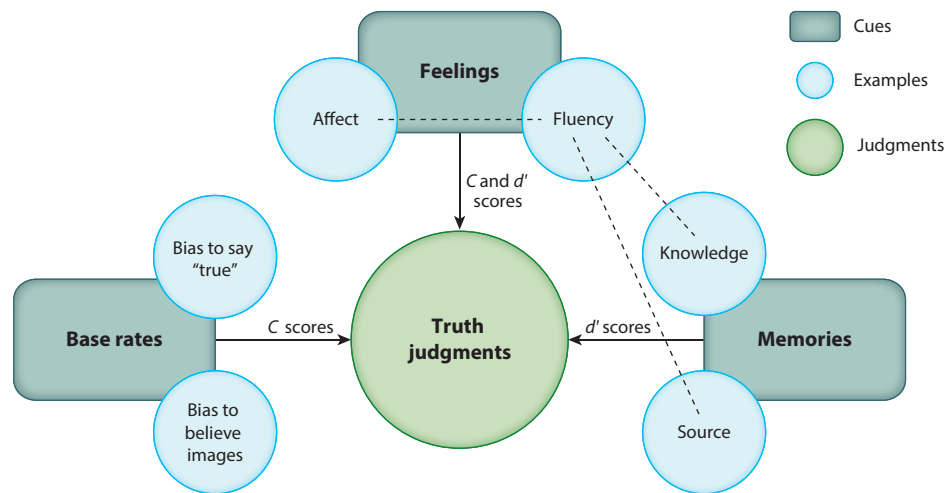 Cues
Examples
Judgments
Feelings
Affect
Fluency
C and d'
scores
Bias to say
“true”
Knowledge
Base rates
C scores
Truth
judgments
d' scores
Memories
Bias to
believe
images
Source